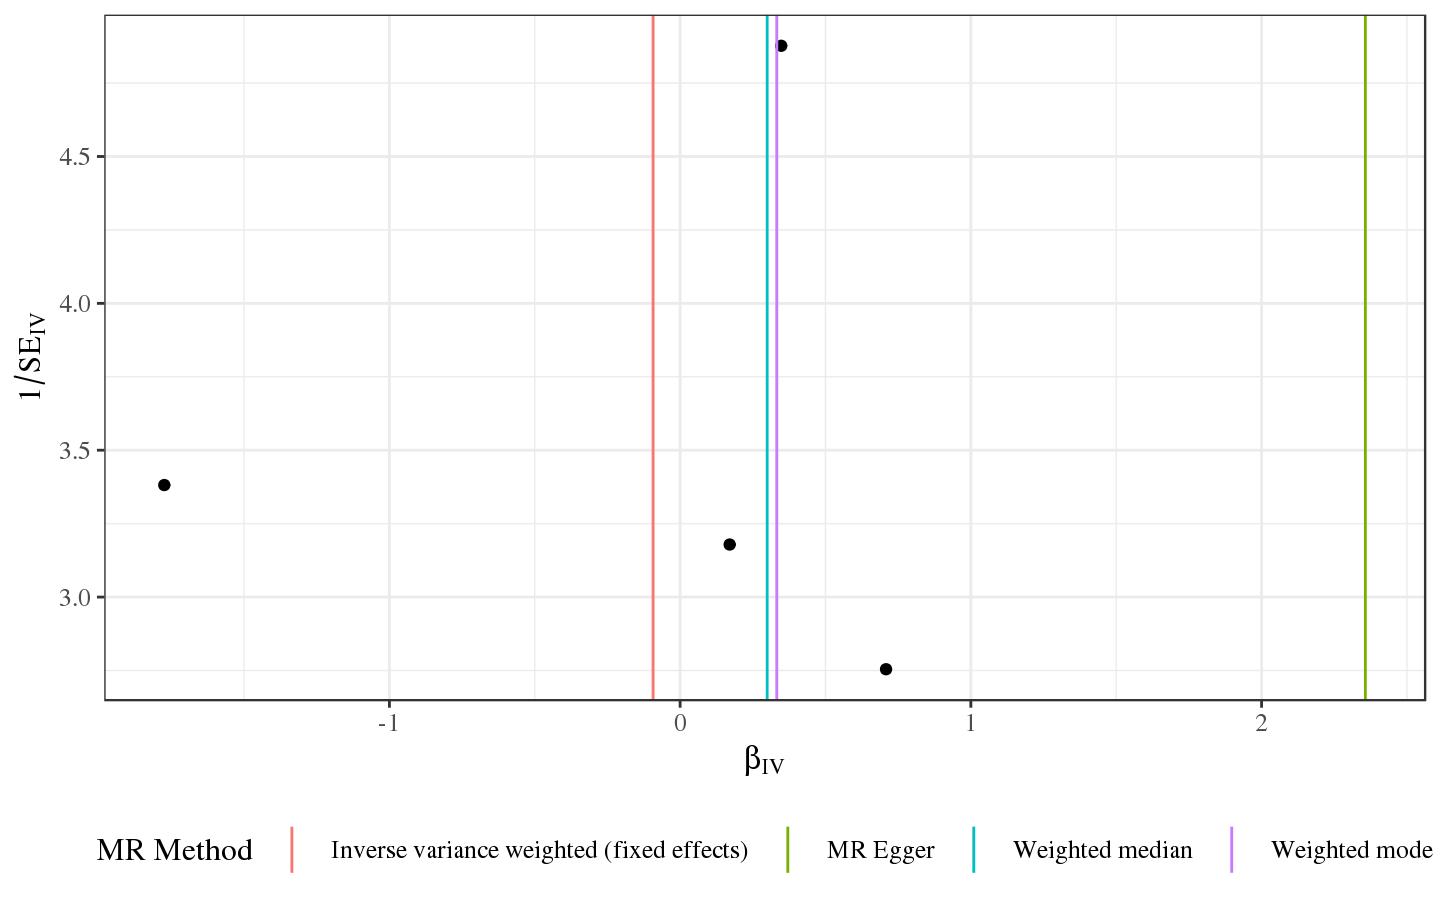 4.5
4.0
3.5
3.0
1/SE_IV
-1 0 1 2
β_IV
MR Method Inverse variance weighted (fixed effects) MR Egger Weighted median Weighted mode